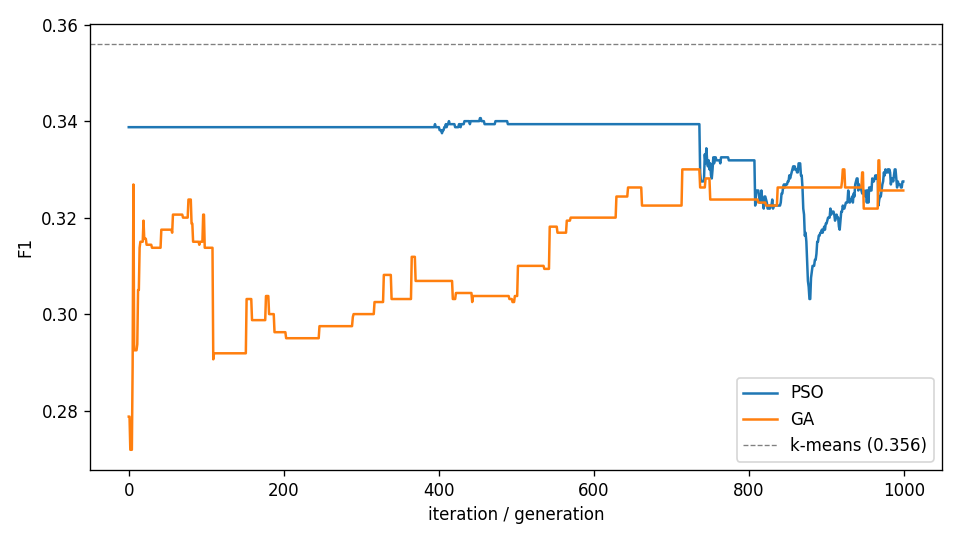 0.36
0.34
0.32
0.30
0.28
F1
0 200 400 600 800 1000
iteration / generation
PSO
GA
k-means (0.356)